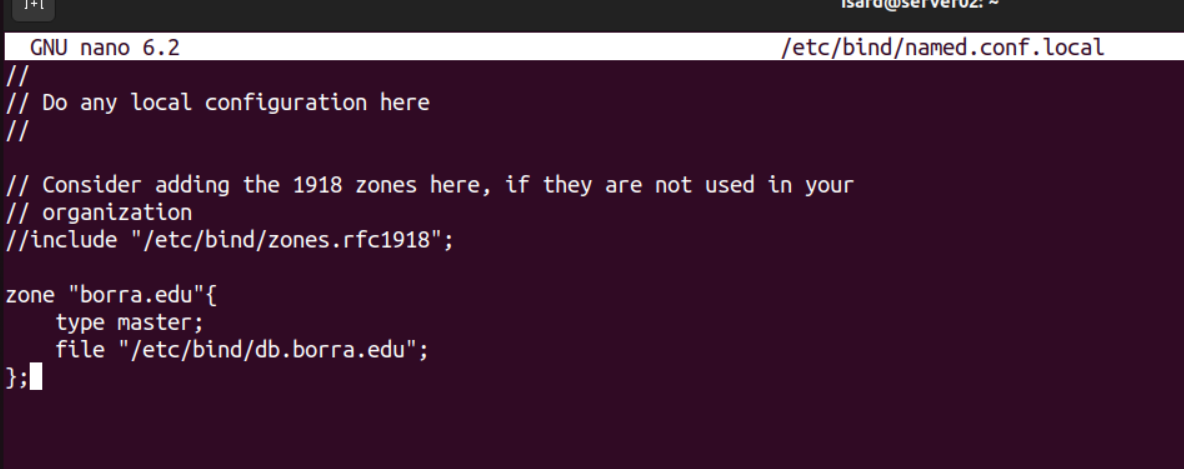 isard@server02: ~
GNU nano 6.2 /etc/bind/named.conf.local
//
// Do any local configuration here
//
// Consider adding the 1918 zones here, if they are not used in your
// organization
//include "/etc/bind/zones.rfc1918";
zone "borra.edu"{
    type master;
    file "/etc/bind/db.borra.edu";
};